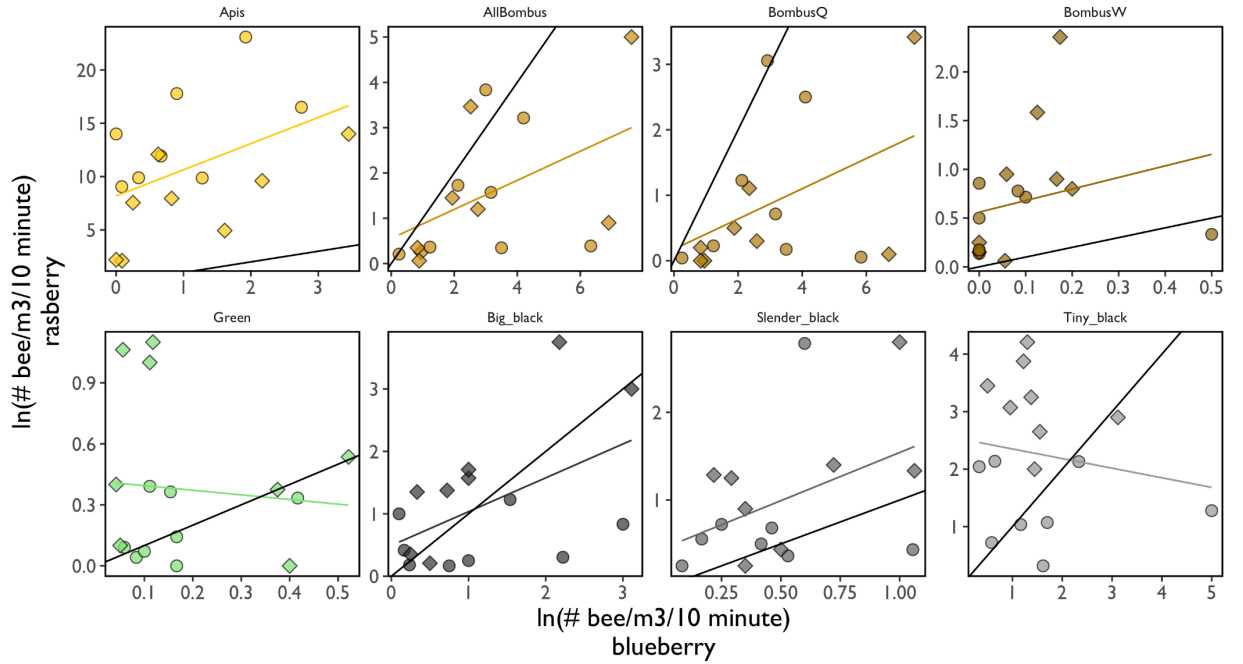 Apis
AllBombus
BombusQ
BombusW
20
15
10
5
0 1 2 3
5
4
3
2
1
0
0 2 4 6
3
2
1
0
0 2 4 6
2.0
1.5
1.0
0.5
0.0
0.0 0.1 0.2 0.3 0.4 0.5
ln(# bee/m3/10 minute)
rasberry
Green
Big_black
Slender_black
Tiny_black
0.9
0.6
0.3
0.0
0.1 0.2 0.3 0.4 0.5
3
2
1
0
0 1 2 3
2
1
0.25 0.50 0.75 1.00
4
3
2
1
1 2 3 4 5
ln(# bee/m3/10 minute)
blueberry